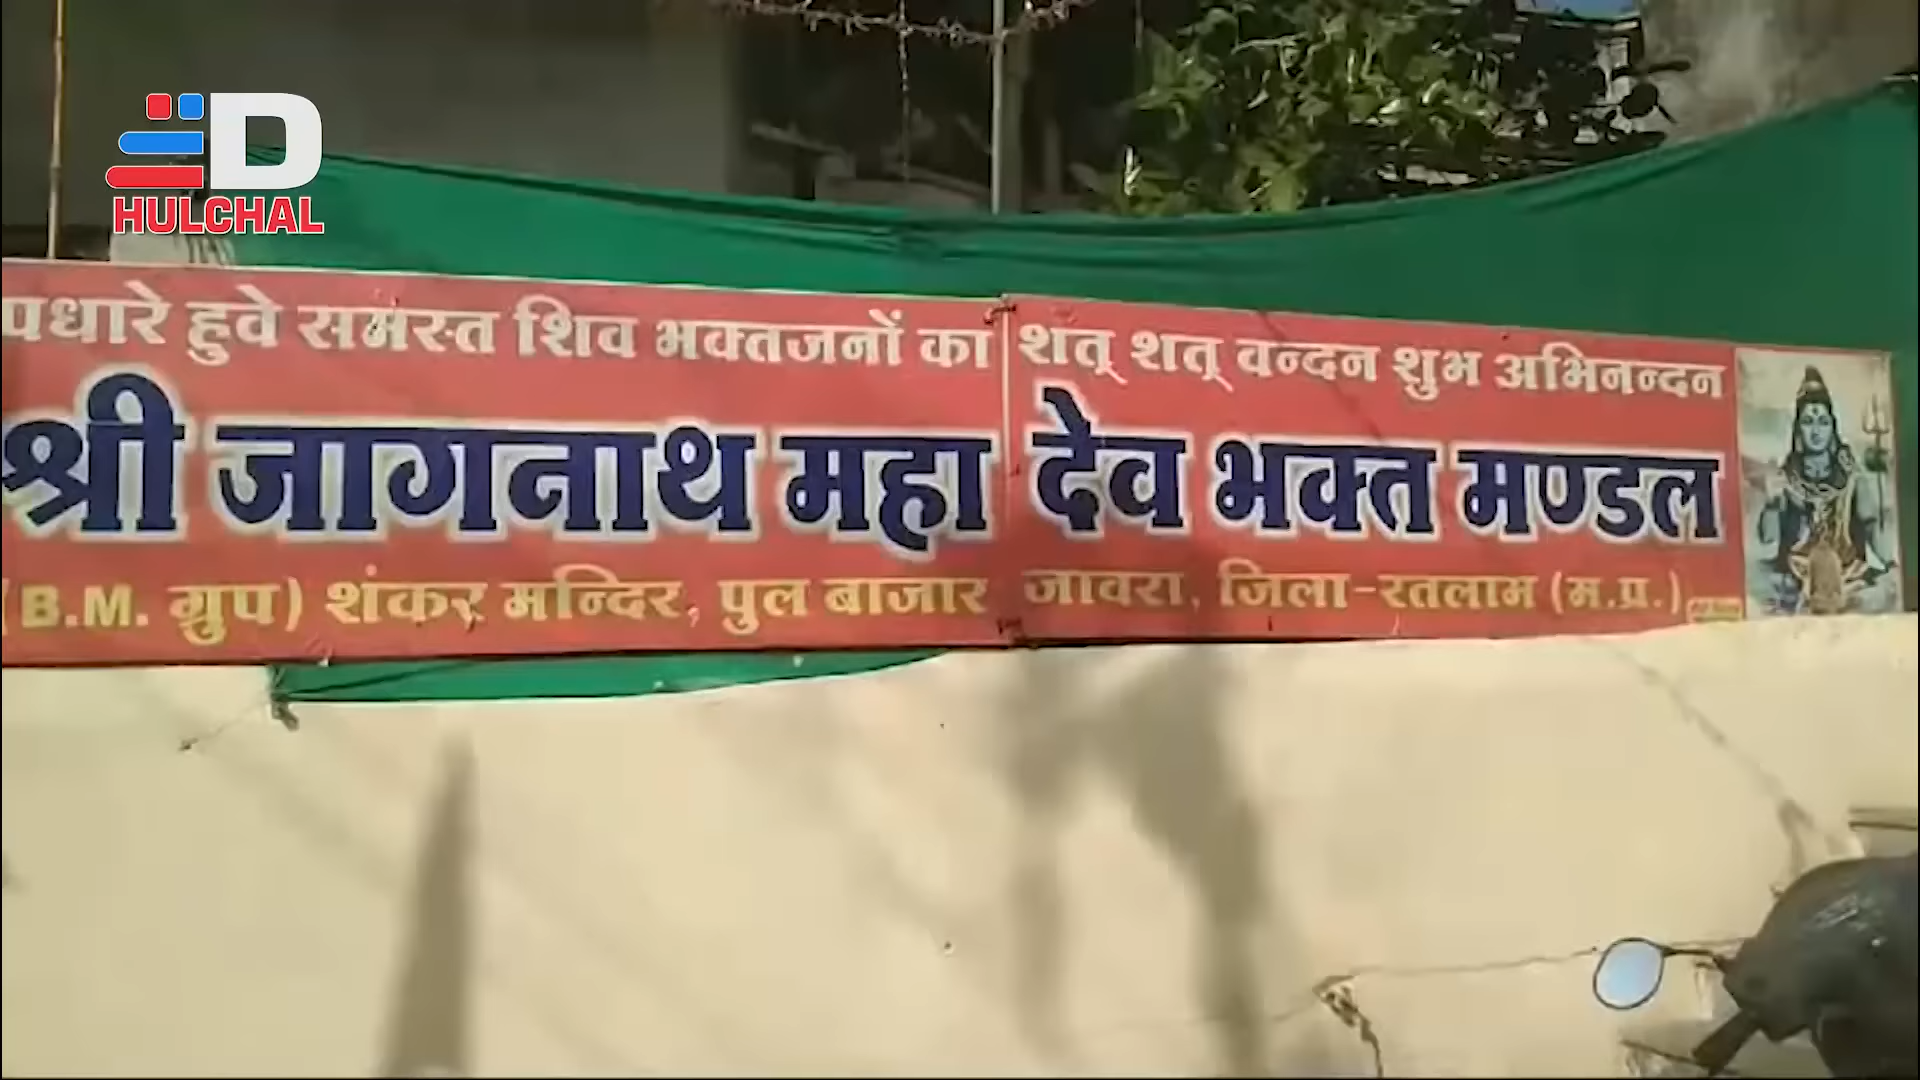 D
HULCHAL
पधारे हुवे समस्त शिव भक्तजनों का शत् शत् वन्दन शुभ अभिनन्दन
श्री जागनाथ महा देव भक्त मण्डल
(B.M. ग्रुप) शंकर मन्दिर, पुल बाजार जावरा, जिला-रतलाम (म.प्र.)